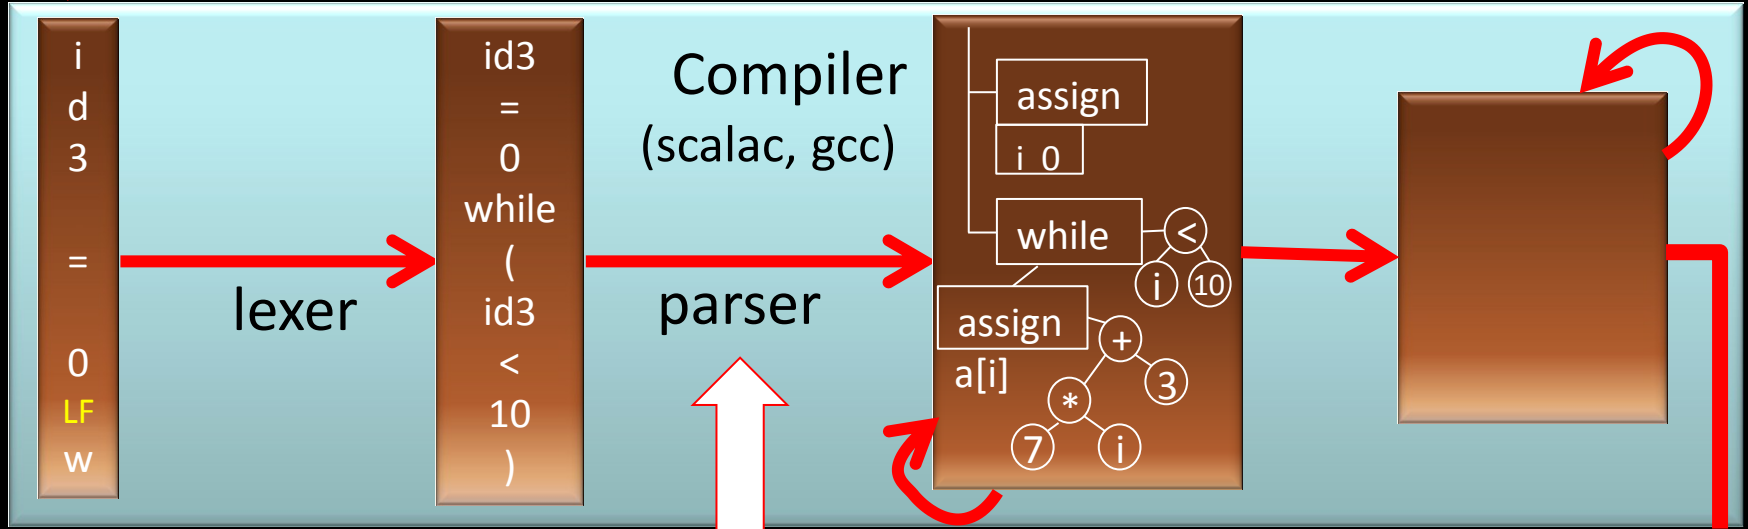 i
d
3
=
0
LF
w
lexer
id3
=
0
while
(
id3
<
10
)
Compiler
(scalac, gcc)
parser
assign
i 0
while
<
i
10
assign
a[i]
+
3
*
7
i